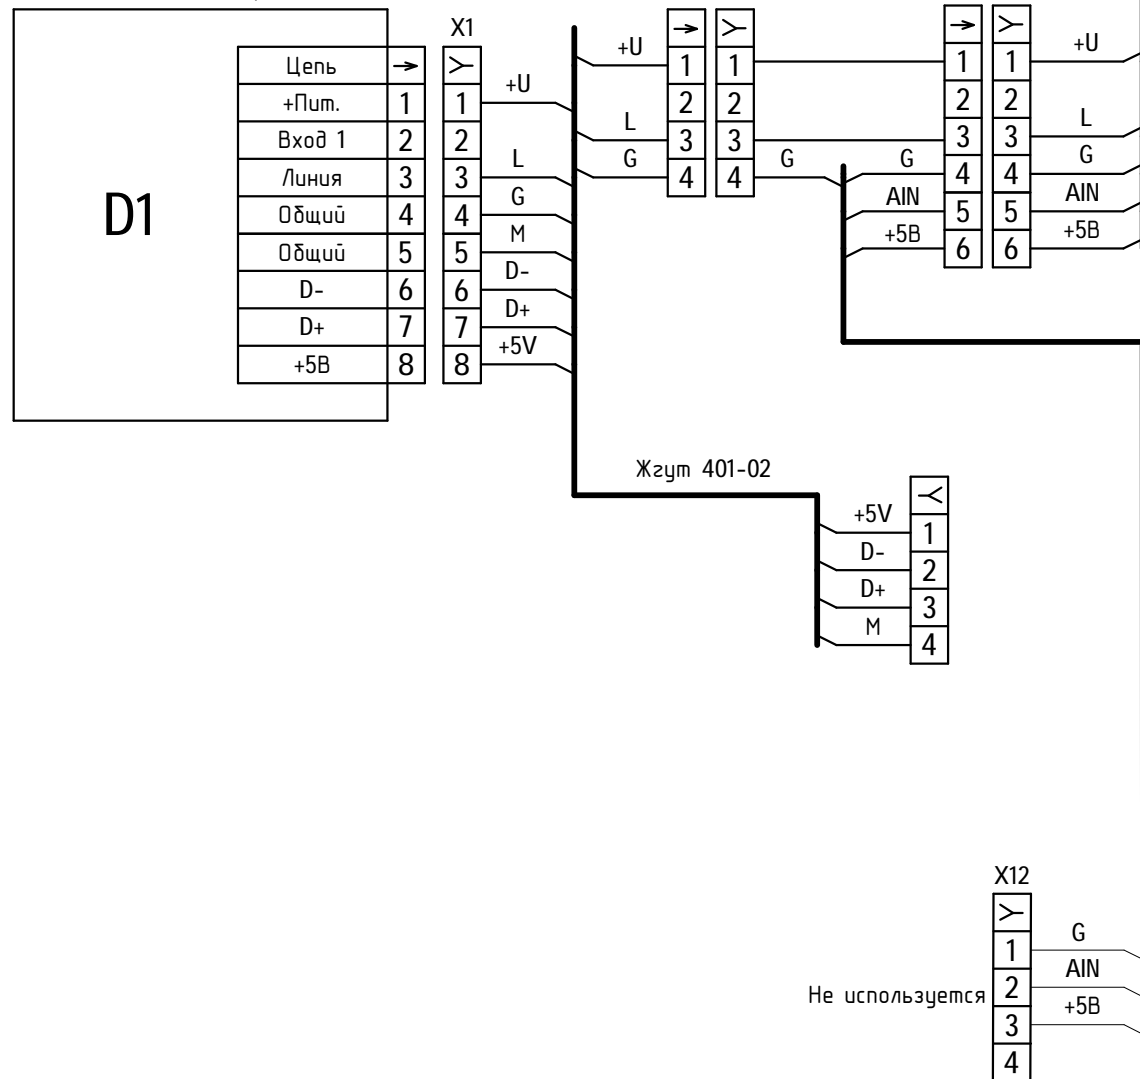 D1
Цепь
+Пит. 1
Вход 1 2
Линия 3
Общий 4
Общий 5
D- 6
D+ 7
+5В 8
X1
1 +U
2
3 L
4 G
5 M
6 D-
7 D+
8 +5V
+U 1
2
L 3
G 4
1
2
3
4 G
1
2
3
G 4
AIN 5
+5В 6
1 +U
2
3 L
4 G
5 AIN
6 +5В
Жгут 401-02
+5V 1
D- 2
D+ 3
M 4
X12
Не используется
1 G
2 AIN
3 +5В
4